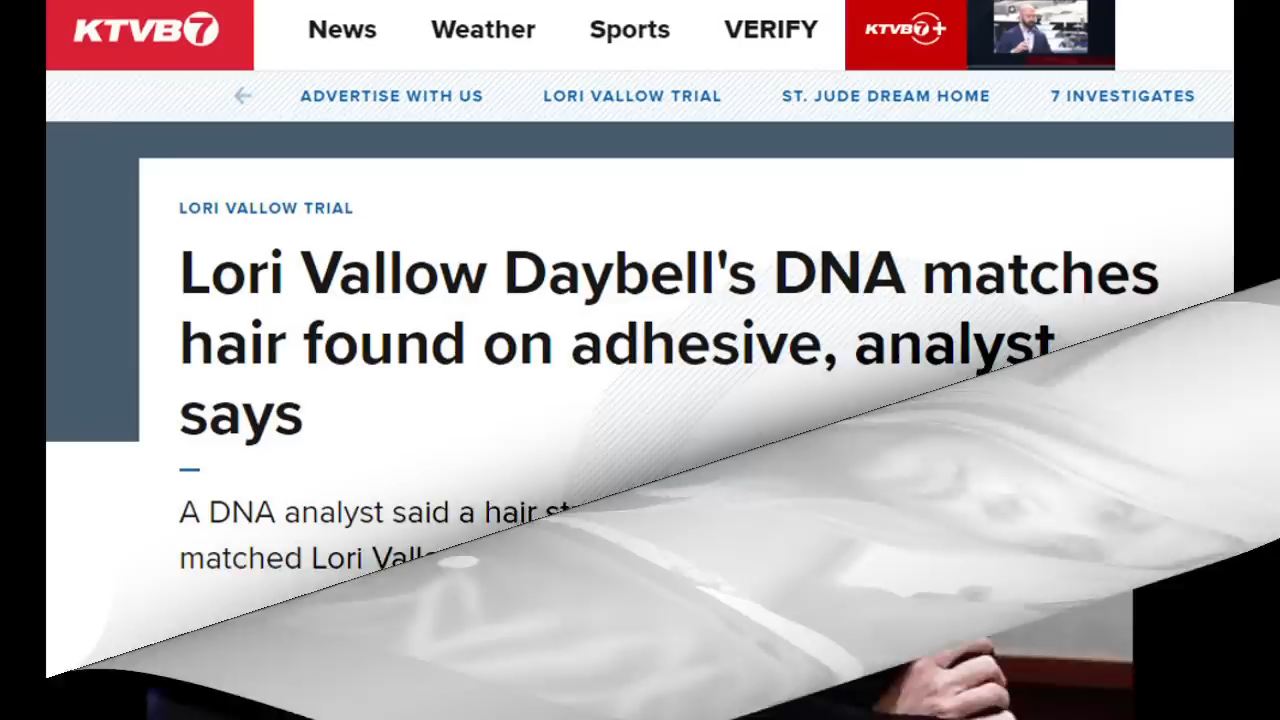 KTVB7 News Weather Sports VERIFY KTVB7+
ADVERTISE WITH US LORI VALLOW TRIAL ST. JUDE DREAM HOME 7 INVESTIGATES
LORI VALLOW TRIAL
Lori Vallow Daybell's DNA matches
hair found on adhesive, analyst
says
A DNA analyst said a hair
matched Lori